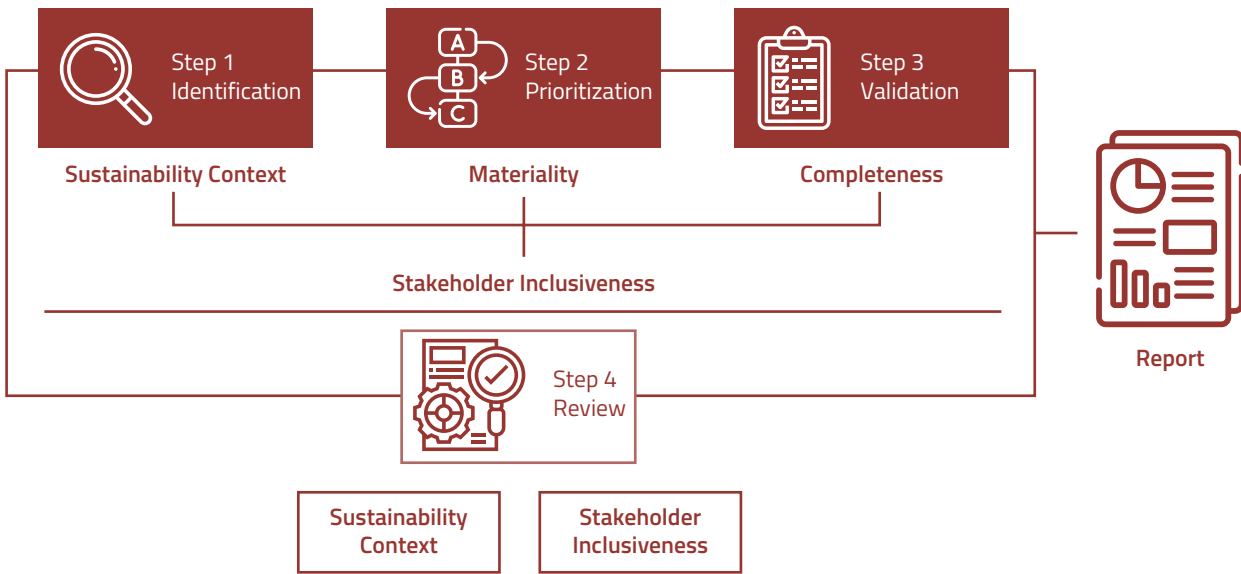 Step 1
Identification
A
B
C
Step 2
Prioritization
Step 3
Validation
Sustainability Context
Materiality
Completeness
Stakeholder Inclusiveness
Step 4
Review
Report
Sustainability
Context
Stakeholder
Inclusiveness